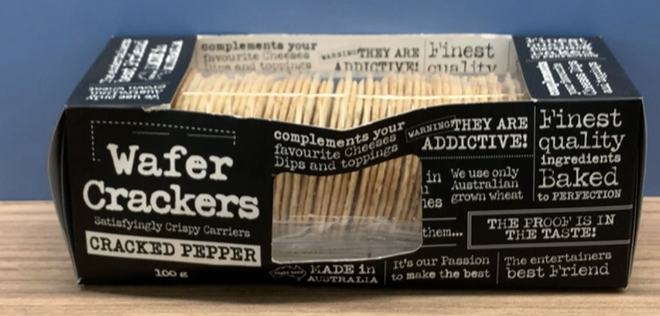 complements your
favourite Cheeses
Dips and toppings
WARNING! THEY ARE
ADDICTIVE!
Finest
quality
Wafer
Crackers
Satisfyingly Crispy Carriers
CRACKED PEPPER
100 g
complements your
favourite Cheeses
Dips and toppings
WARNING! THEY ARE
ADDICTIVE!
in
We use only
Australian
grown wheat
them...
MADE in
AUSTRALIA
It's our Passion
to make the best
Finest
quality
ingredients
Baked
to PERFECTION
THE PROOF IS IN
THE TASTE!
The entertainers
best Friend